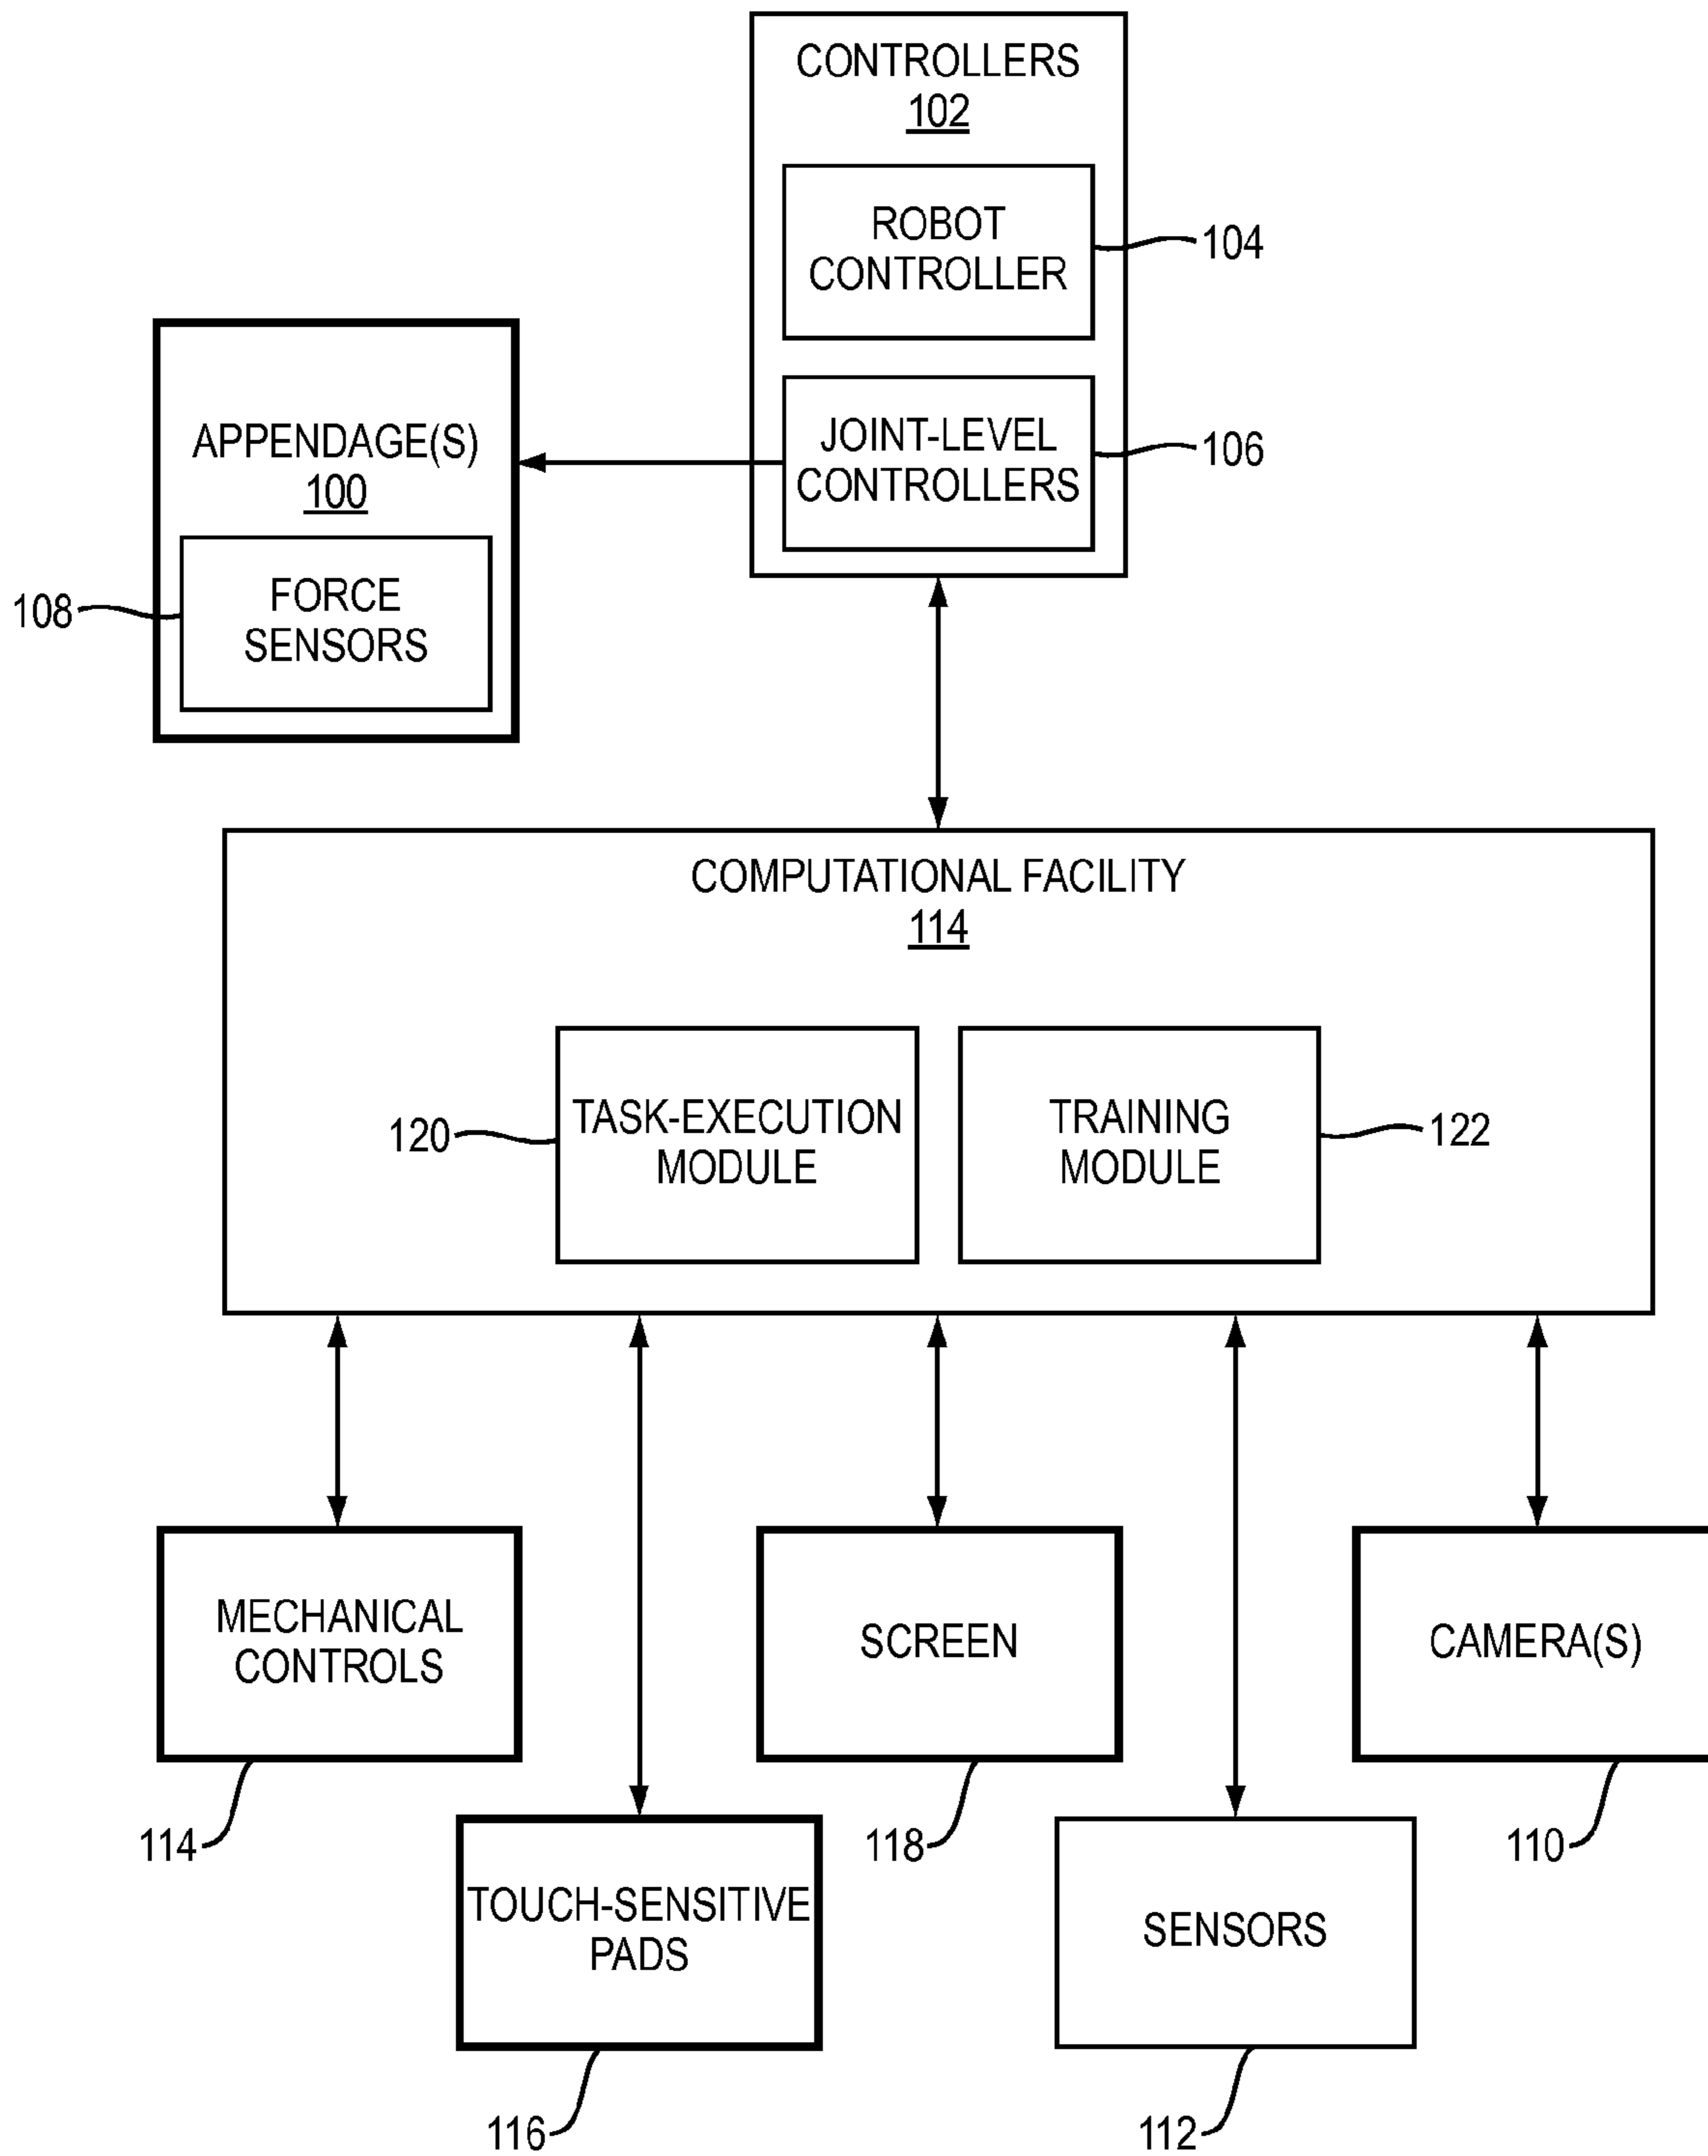 CONTROLLERS
102
ROBOT
CONTROLLER
104
JOINT-LEVEL
CONTROLLERS
106
APPENDAGE(S)
100
FORCE
SENSORS
108
COMPUTATIONAL FACILITY
114
TASK-EXECUTION
MODULE
120
TRAINING
MODULE
122
MECHANICAL
CONTROLS
114
SCREEN
118
CAMERA(S)
110
TOUCH-SENSITIVE
PADS
116
SENSORS
112